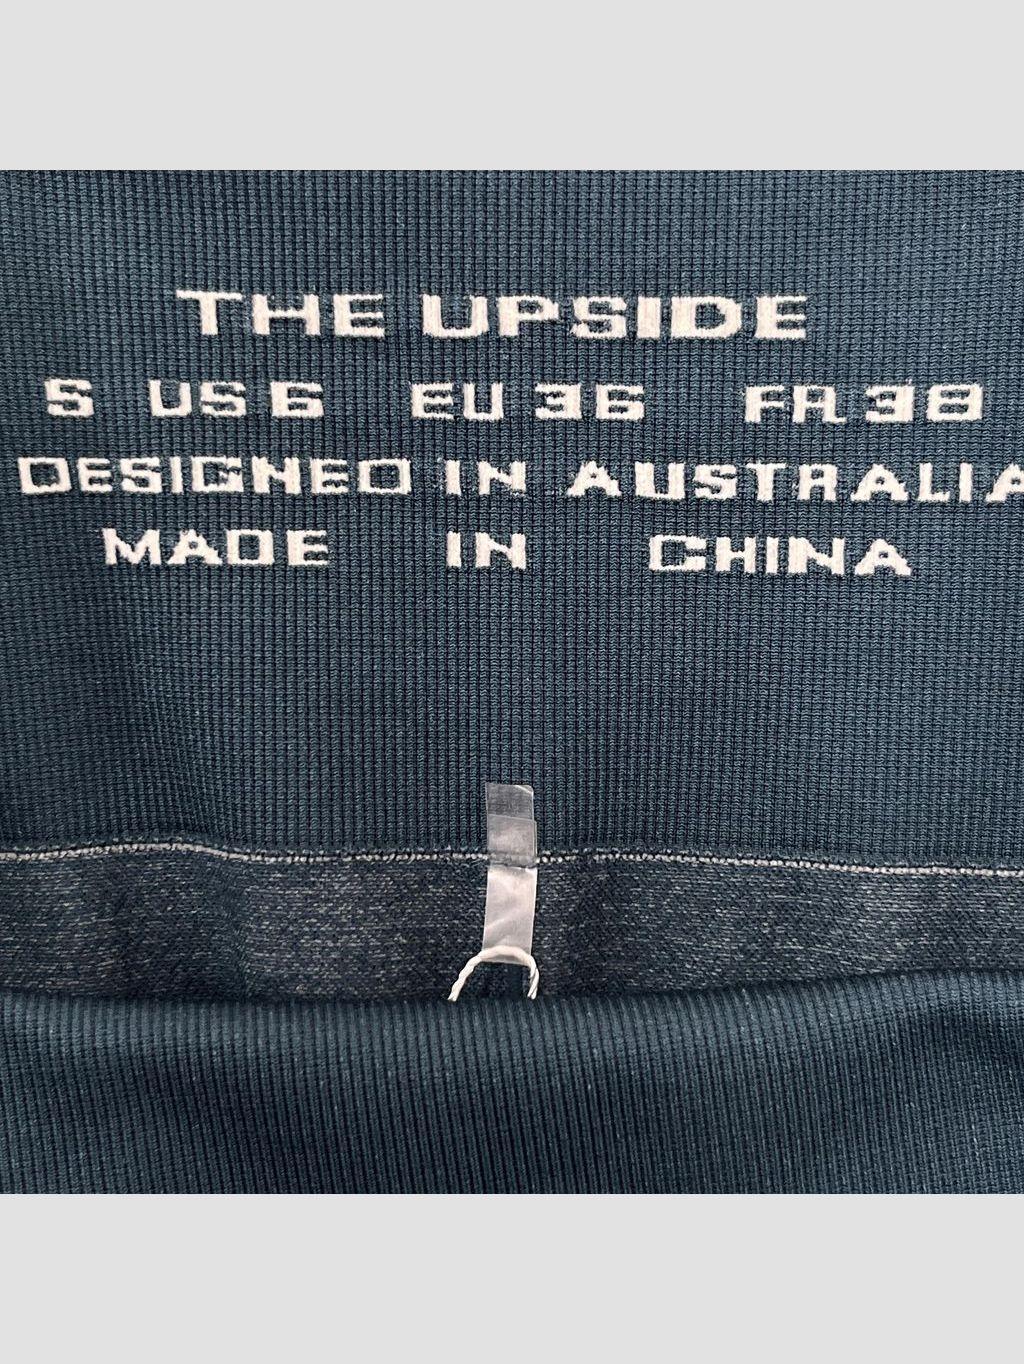 THE UPSIDE
S US 6 EU 36 FR 38
DESIGNED IN AUSTRALIA
MADE IN CHINA